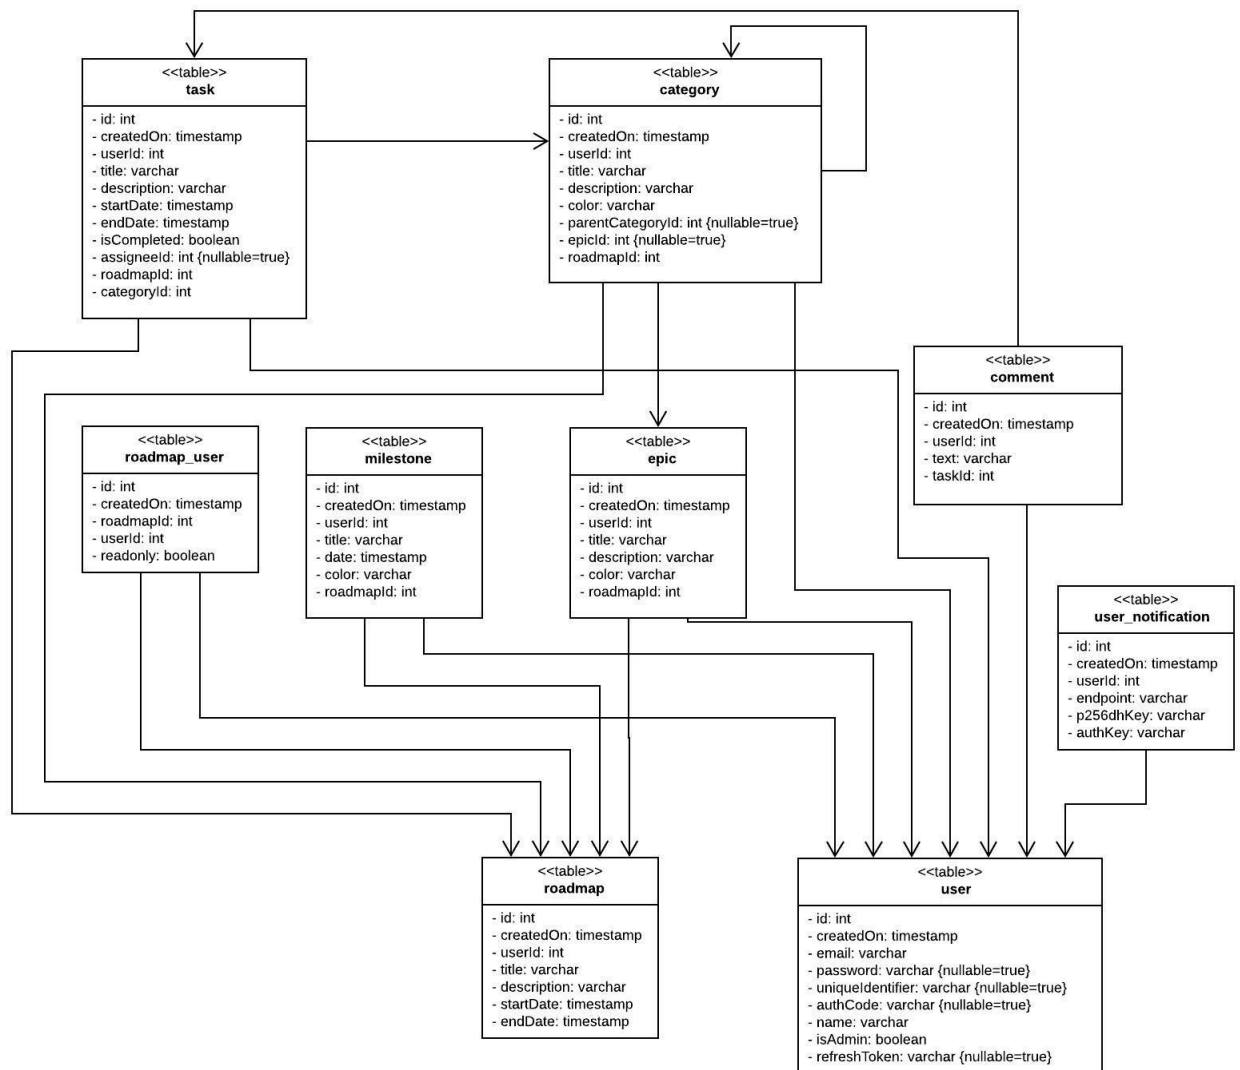 <<table>>
task
- id: int
- createdOn: timestamp
- userId: int
- title: varchar
- description: varchar
- startDate: timestamp
- endDate: timestamp
- isCompleted: boolean
- assigneeId: int {nullable=true}
- roadmapId: int
- categoryId: int
<<table>>
category
- id: int
- createdOn: timestamp
- userId: int
- title: varchar
- description: varchar
- color: varchar
- parentCategoryId: int {nullable=true}
- epicId: int {nullable=true}
- roadmapId: int
<<table>>
comment
- id: int
- createdOn: timestamp
- userId: int
- text: varchar
- taskId: int
<<table>>
roadmap_user
- id: int
- createdOn: timestamp
- roadmapId: int
- userId: int
- readonly: boolean
<<table>>
milestone
- id: int
- createdOn: timestamp
- userId: int
- title: varchar
- date: timestamp
- color: varchar
- roadmapId: int
<<table>>
epic
- id: int
- createdOn: timestamp
- userId: int
- title: varchar
- description: varchar
- color: varchar
- roadmapId: int
<<table>>
user_notification
- id: int
- createdOn: timestamp
- userId: int
- endpoint: varchar
- p256dhKey: varchar
- authKey: varchar
<<table>>
roadmap
- id: int
- createdOn: timestamp
- userId: int
- title: varchar
- description: varchar
- startDate: timestamp
- endDate: timestamp
<<table>>
user
- id: int
- createdOn: timestamp
- email: varchar
- password: varchar {nullable=true}
- uniqueIdentifier: varchar {nullable=true}
- authCode: varchar {nullable=true}
- name: varchar
- isAdmin: boolean
- refreshToken: varchar {nullable=true}